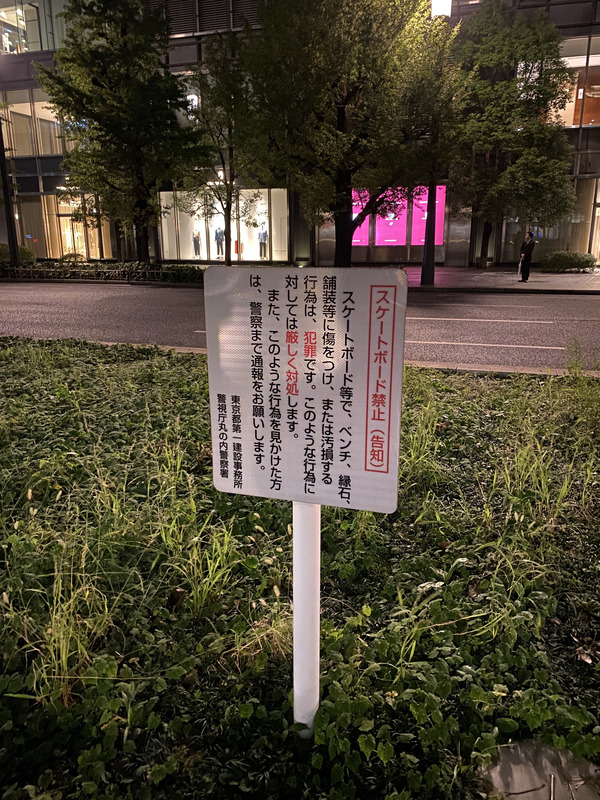 スケートボード禁止（告知）
スケートボード等で、ベンチ、縁石、
舗装等に傷をつけ、または汚損する
行為は、犯罪です。このような行為に
対しては厳しく対処します。
また、このような行為を見かけた方
は、警察まで通報をお願いします。
東京都第一建設事務所
警視庁丸の内警察署